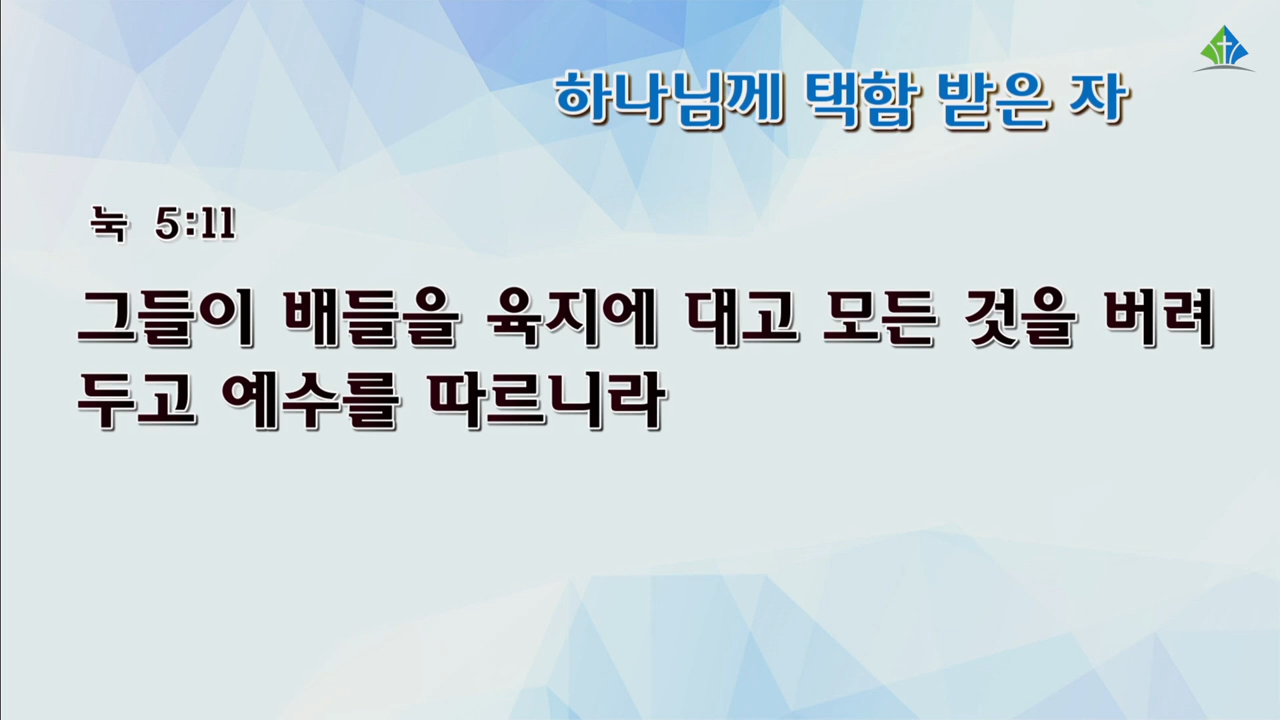 하나님께 택함 받은 자
눅 5:11
그들이 배들을 육지에 대고 모든 것을 버려
두고 예수를 따르니라